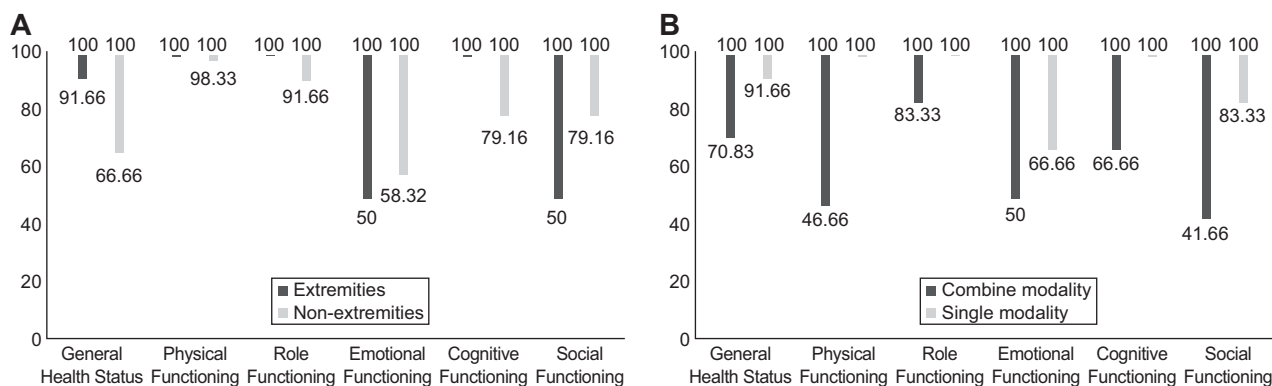 A
100 100 100 100 100 100 100 100 100 100 100 100
100
80
60
40
20
0
91.66
66.66
98.33
91.66
50
58.32
79.16
50
79.16
Extremities
Non-extremities
General Physical Role Emotional Cognitive Social
Health Status Functioning Functioning Functioning Functioning Functioning
B
100 100 100 100 100 100 100 100 100 100 100 100
100
80
60
40
20
0
70.83
91.66
46.66
83.33
50
66.66
66.66
41.66
83.33
Combine modality
Single modality
General Physical Role Emotional Cognitive Social
Health Status Functioning Functioning Functioning Functioning Functioning